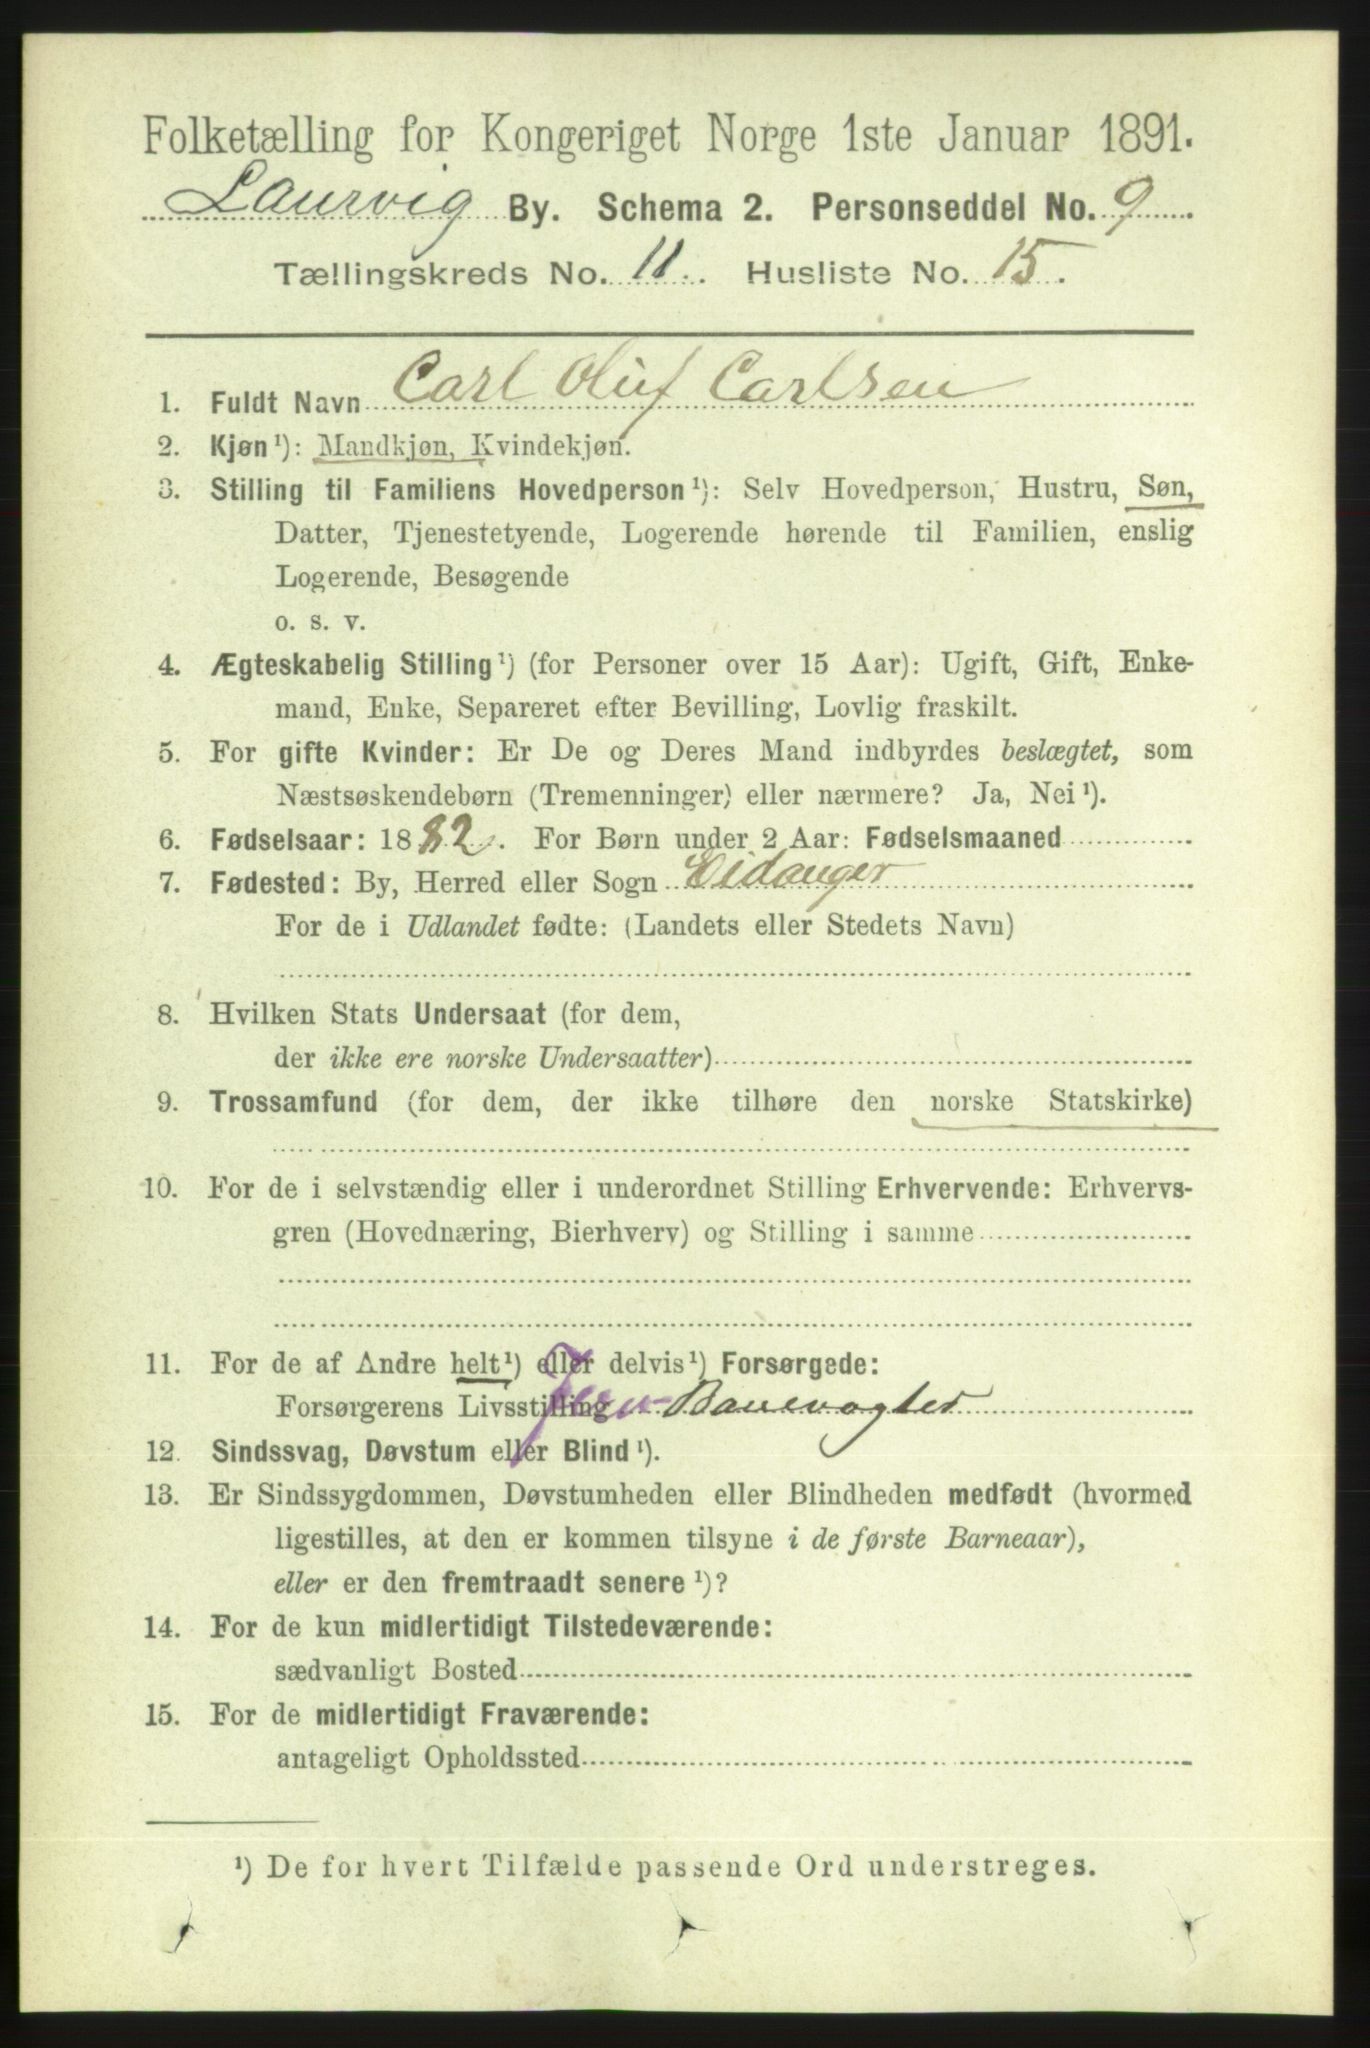 Folketælling for Kongeriget Norge 1ste Januar 1891.
Laurvig By. Schema 2. Personseddel No. 9
Tællingskreds No. 11. Husliste No. 15.
1. Fuldt Navn Carl Oluf Carlsen
2. Kjøn¹): Mandkjøn, Kvindekjøn.
3. Stilling til Familiens Hovedperson¹): Selv Hovedperson, Hustru, Søn,
Datter, Tjenestetyende, Logerende hørende til Familien, enslig
Logerende, Besøgende
o. s. v.
4. Ægteskabelig Stilling¹) (for Personer over 15 Aar): Ugift, Gift, Enke-
mand, Enke, Separeret efter Bevilling, Lovlig fraskilt.
5. For gifte Kvinder: Er De og Deres Mand indbyrdes beslægtet, som
Næstsøskendebørn (Tremenninger) eller nærmere? Ja, Nei¹).
6. Fødselsaar: 1882. For Børn under 2 Aar: Fødselsmaaned
7. Fødested: By, Herred eller Sogn Eidanger
For de i Udlandet fødte: (Landets eller Stedets Navn)
8. Hvilken Stats Undersaat (for dem,
der ikke ere norske Undersaatter)
9. Trossamfund (for dem, der ikke tilhøre den norske Statskirke)
10. For de i selvstændig eller i underordnet Stilling Erhvervende: Erhvervs-
gren (Hovednæring, Bierhverv) og Stilling i samme
11. For de af Andre helt¹) eller delvis¹) Forsørgede:
Forsørgerens Livsstilling Jern-Banevogter
12. Sindssvag, Døvstum eller Blind¹).
13. Er Sindssygdommen, Døvstumheden eller Blindheden medfødt (hvormed
ligestilles, at den er kommen tilsyne i de første Barneaar),
eller er den fremtraadt senere¹)?
14. For de kun midlertidigt Tilstedeværende:
sædvanligt Bosted
15. For de midlertidigt Fraværende:
antageligt Opholdssted
¹) De for hvert Tilfælde passende Ord understreges.